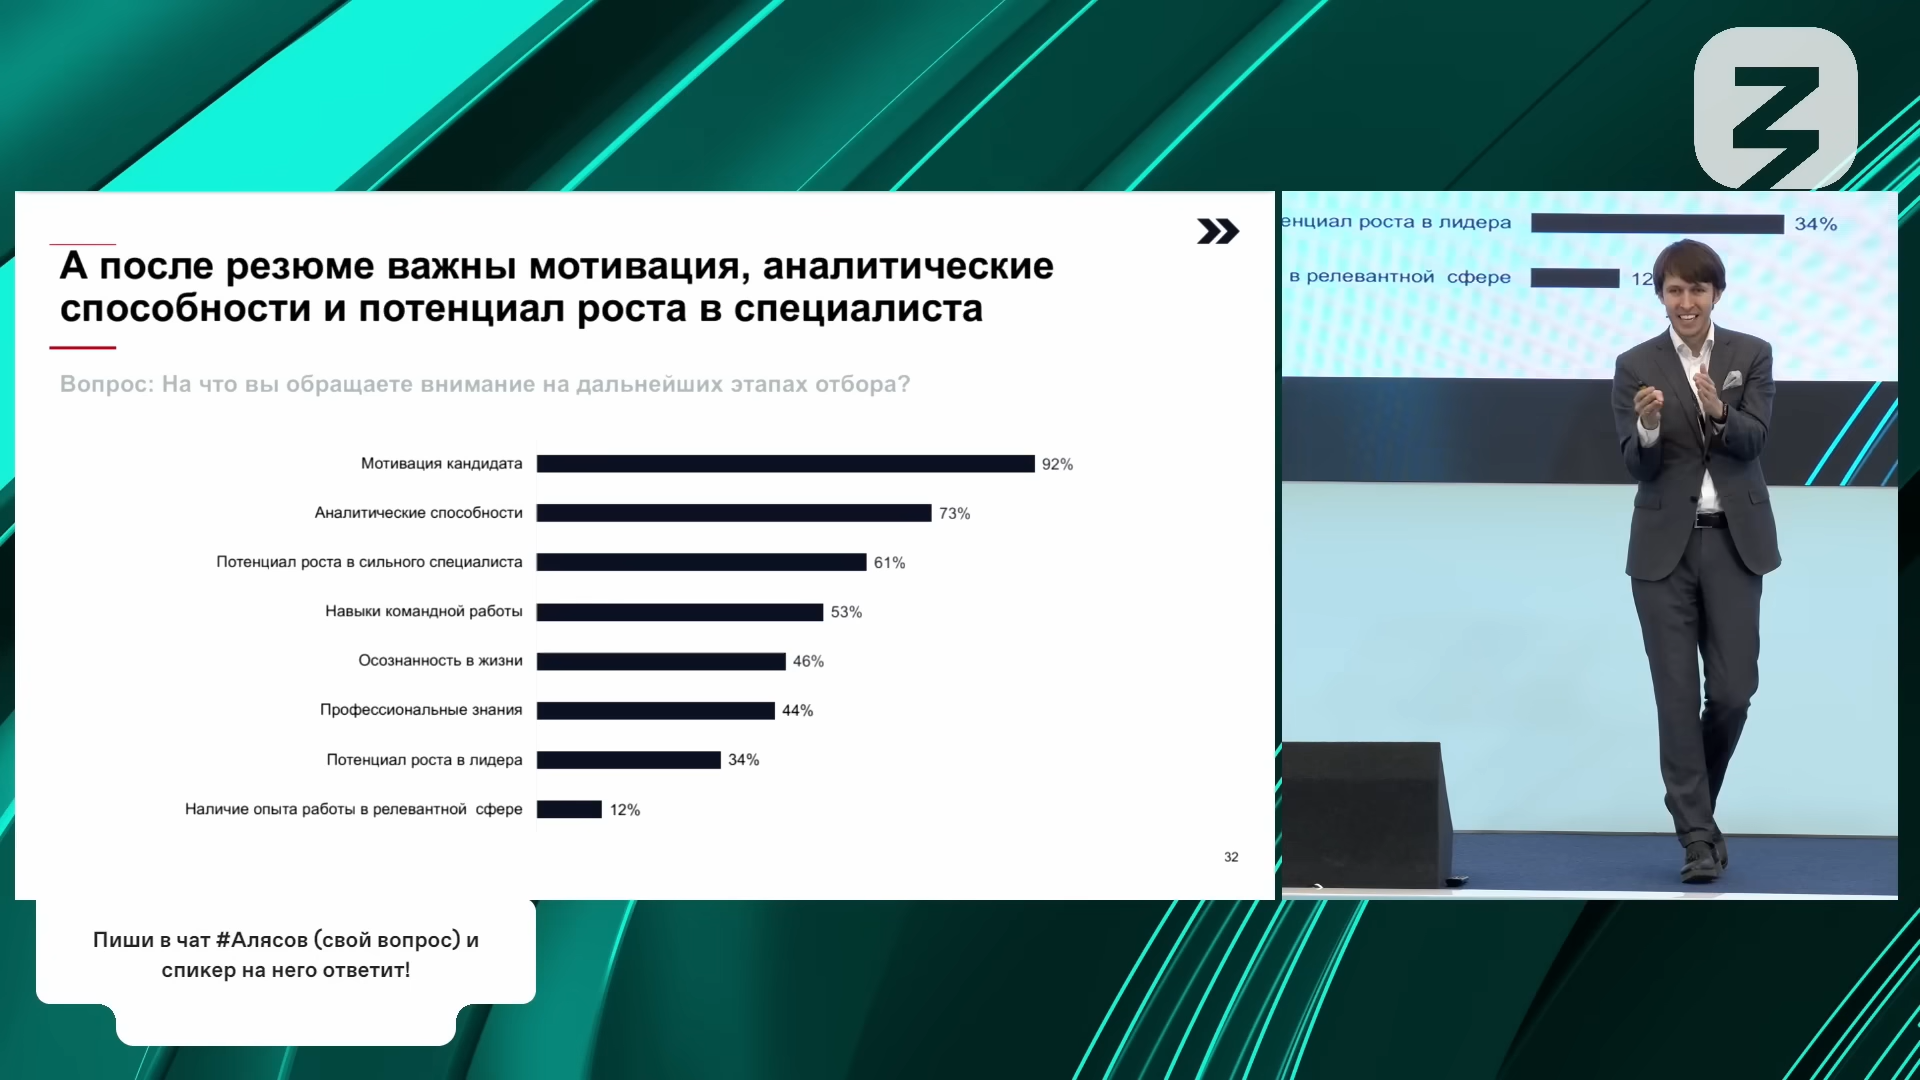 А после резюме важны мотивация, аналитические
способности и потенциал роста в специалиста
Вопрос: На что вы обращаете внимание на дальнейших этапах отбора?
Мотивация кандидата 92%
Аналитические способности 73%
Потенциал роста в сильного специалиста 61%
Навыки командной работы 53%
Осознанность в жизни 46%
Профессиональные знания 44%
Потенциал роста в лидера 34%
Наличие опыта работы в релевантной сфере 12%
32
енциал роста в лидера 34%
в релевантной сфере 12
Пиши в чат #Алясов (свой вопрос) и
спикер на него ответит!